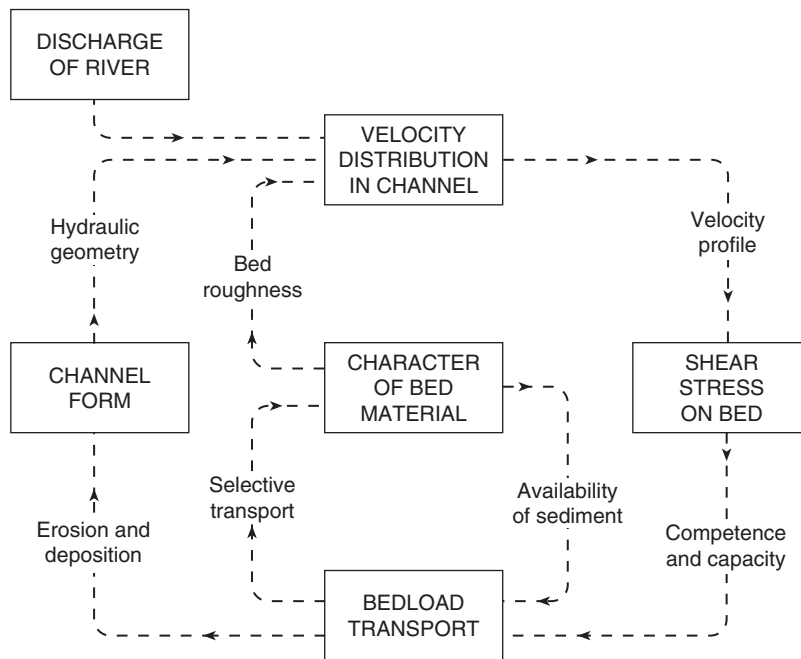 DISCHARGE
OF RIVER
VELOCITY
DISTRIBUTION
IN CHANNEL
Hydraulic
geometry
Bed
roughness
Velocity
profile
CHANNEL
FORM
CHARACTER
OF BED
MATERIAL
SHEAR
STRESS
ON BED
Selective
transport
Availability
of sediment
Erosion and
deposition
Competence
and capacity
BEDLOAD
TRANSPORT